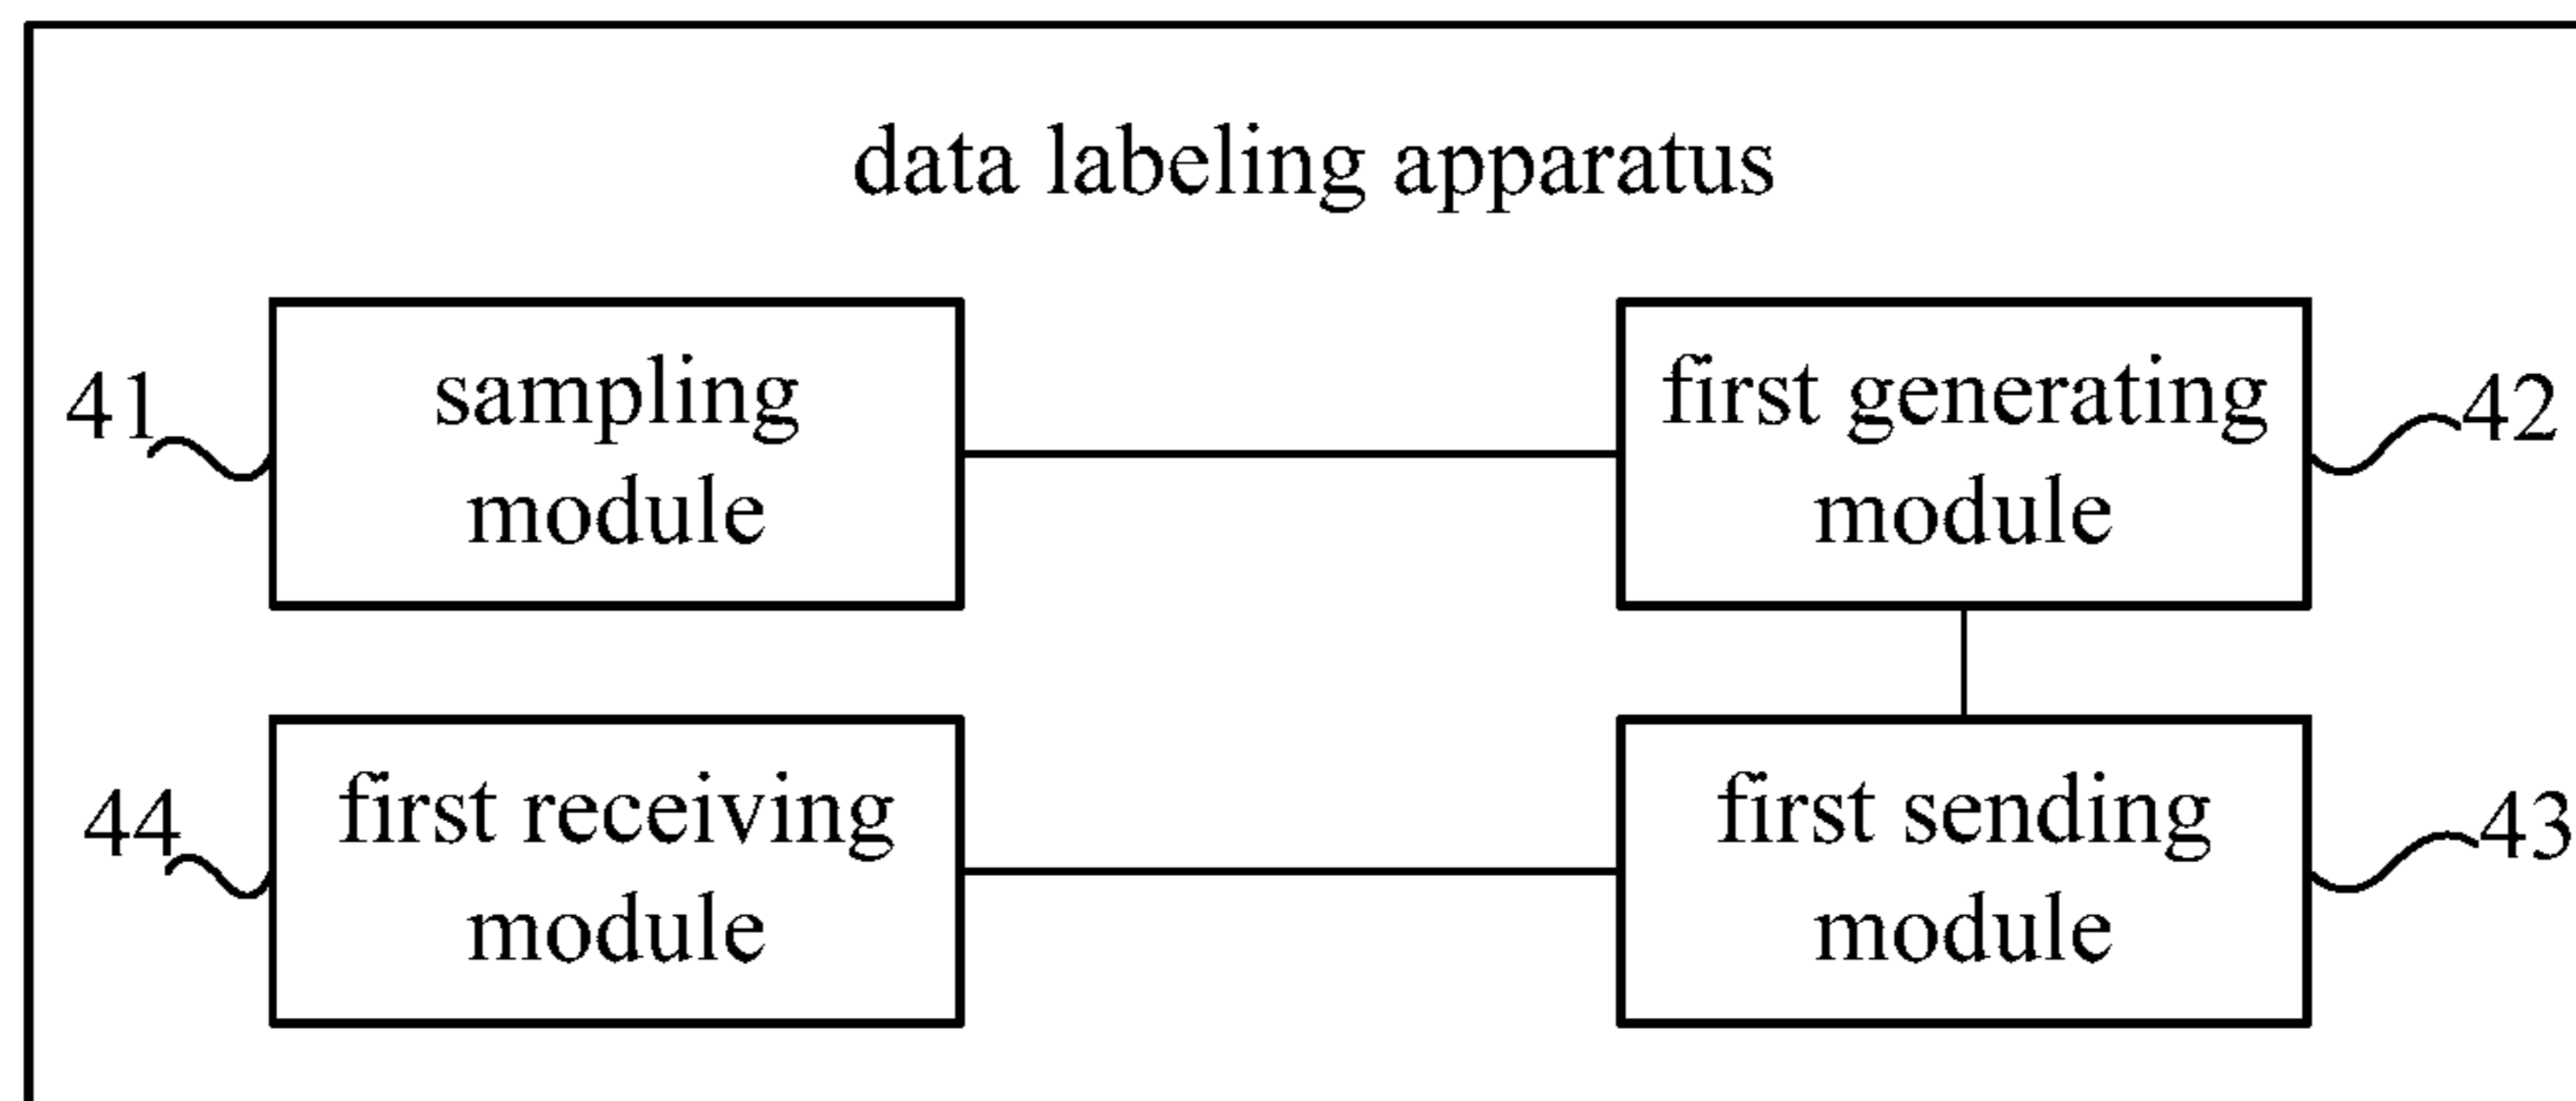 data labeling apparatus
41
sampling
module
first generating
module
42
44
first receiving
module
first sending
module
43